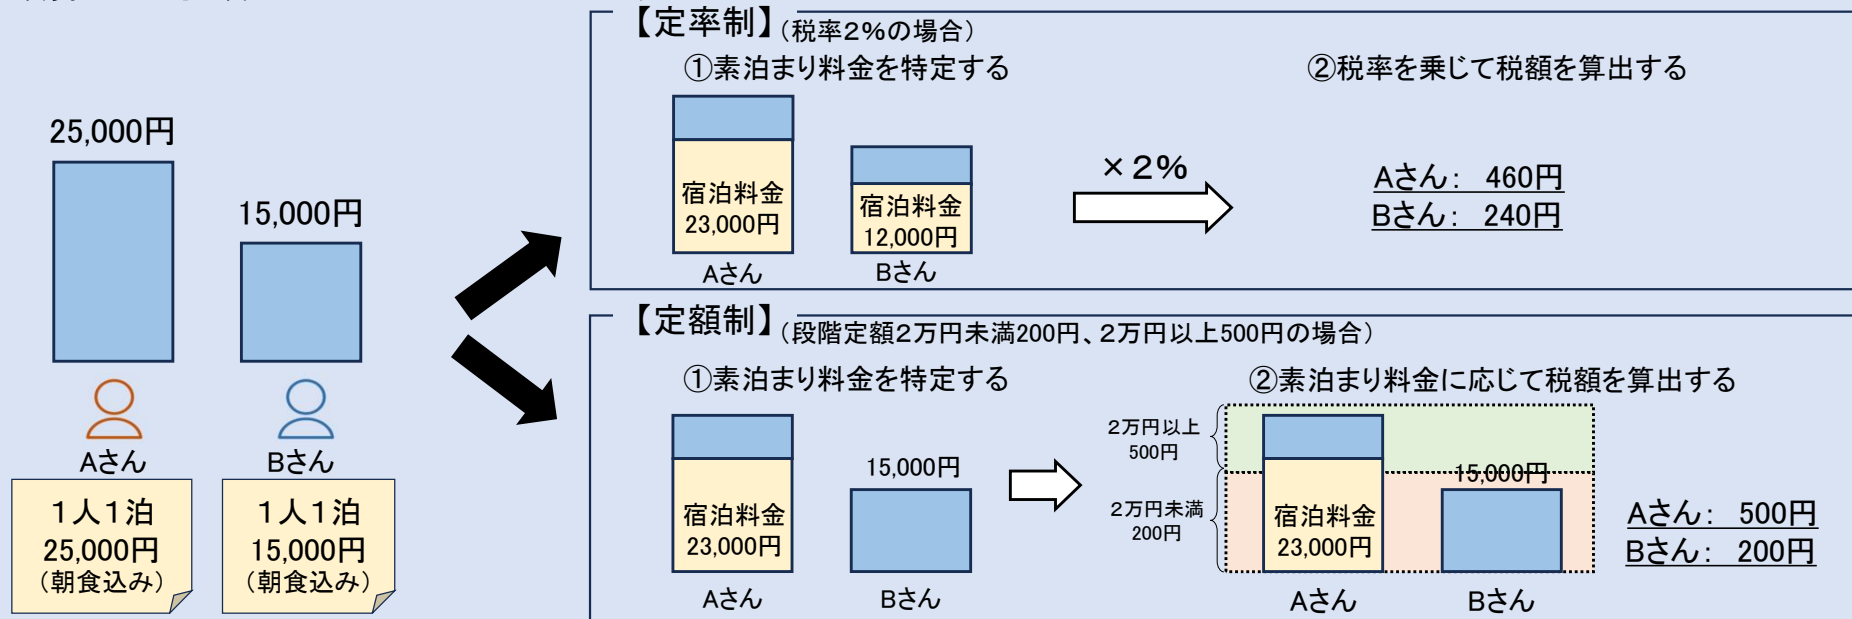 25,000円
15,000円
Aさん
Bさん
1人1泊
25,000円
(朝食込み)
1人1泊
15,000円
(朝食込み)
【定率制】(税率2%の場合)
①素泊まり料金を特定する
②税率を乗じて税額を算出する
宿泊料金
23,000円
Aさん
宿泊料金
12,000円
Bさん
×2%
Aさん: 460円
Bさん: 240円
【定額制】(段階定額2万円未満200円、2万円以上500円の場合)
①素泊まり料金を特定する
②素泊まり料金に応じて税額を算出する
宿泊料金
23,000円
Aさん
15,000円
Bさん
2万円以上
500円
2万円未満
200円
宿泊料金
23,000円
Aさん
15,000円
Bさん
Aさん: 500円
Bさん: 200円